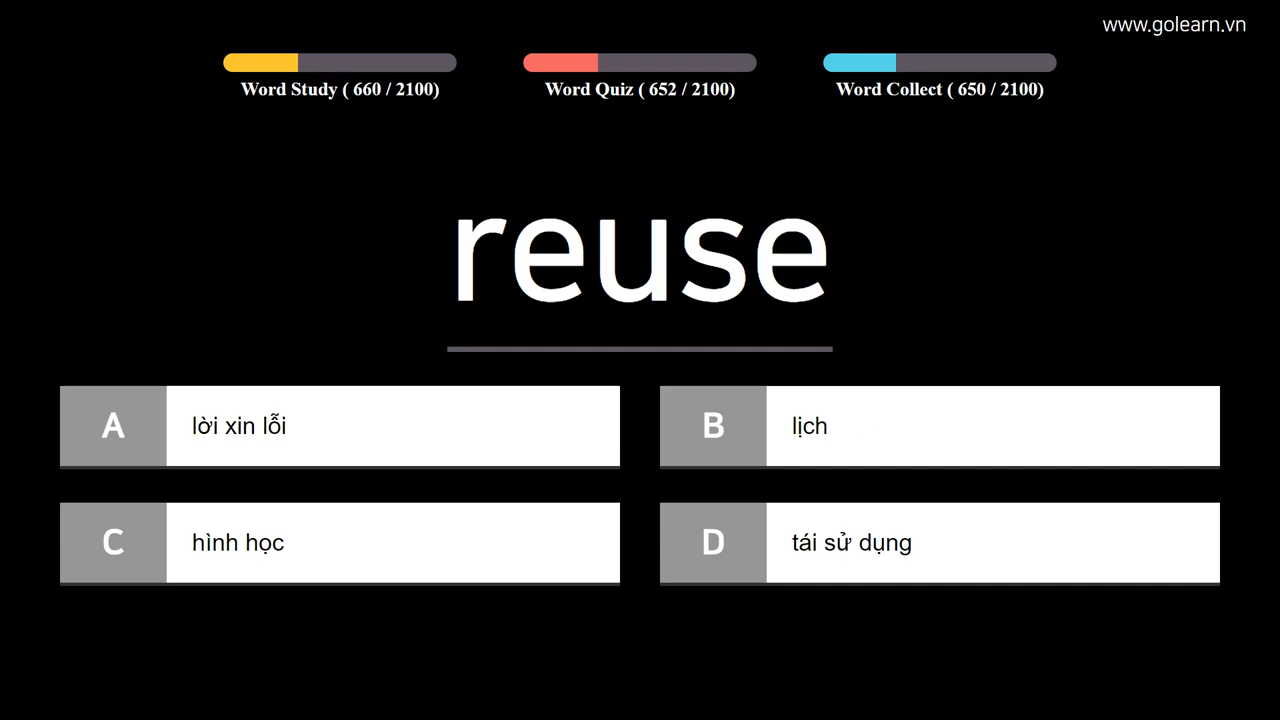 www.golearn.vn
Word Study ( 660 / 2100)
Word Quiz ( 652 / 2100)
Word Collect ( 650 / 2100)
reuse
A lời xin lỗi
B lịch
C hình học
D tái sử dụng